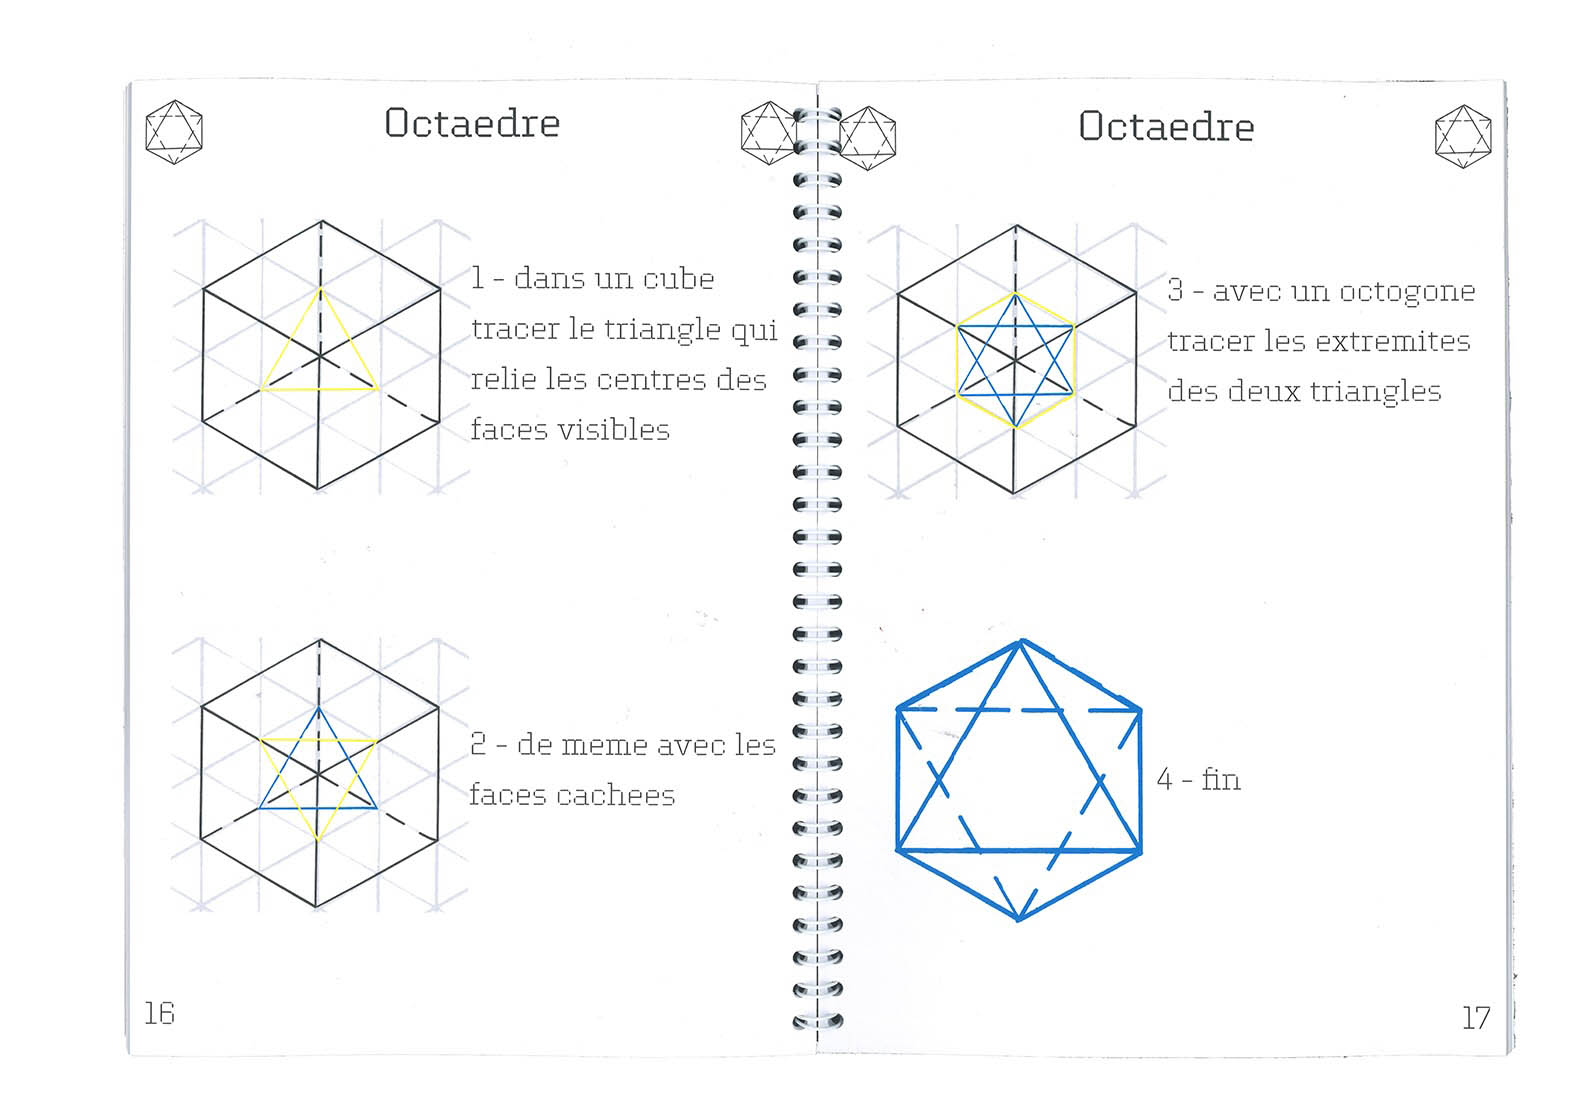 Octaedre
1 - dans un cube
tracer le triangle qui
relie les centres des
faces visibles
2 - de meme avec les
faces cachees
16
Octaedre
3 - avec un octogone
tracer les extremites
des deux triangles
4 - fin
17